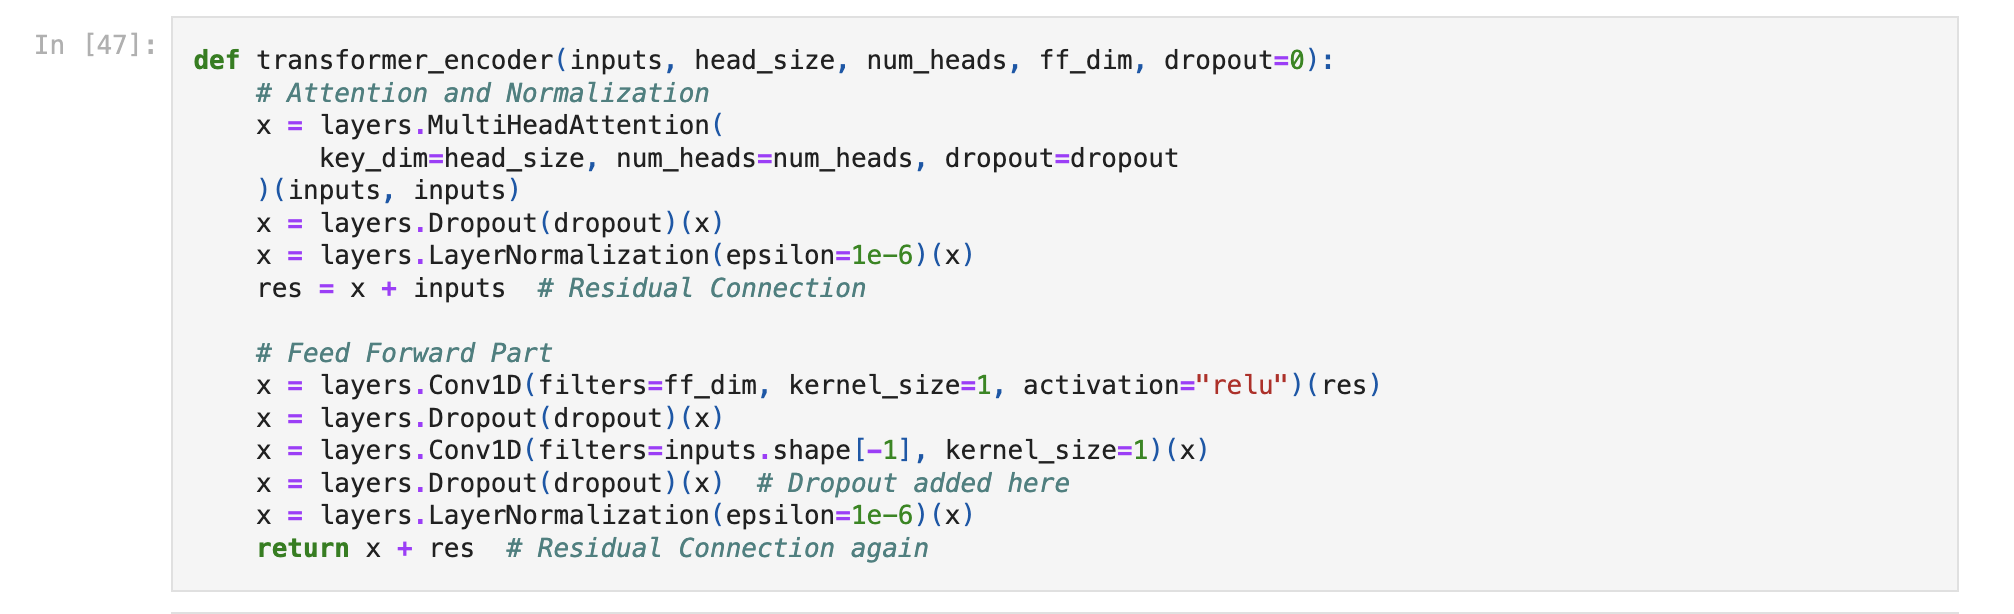 In [47]:
def transformer_encoder(inputs, head_size, num_heads, ff_dim, dropout=0):
    # Attention and Normalization
    x = layers.MultiHeadAttention(
        key_dim=head_size, num_heads=num_heads, dropout=dropout
    )(inputs, inputs)
    x = layers.Dropout(dropout)(x)
    x = layers.LayerNormalization(epsilon=1e-6)(x)
    res = x + inputs  # Residual Connection

    # Feed Forward Part
    x = layers.Conv1D(filters=ff_dim, kernel_size=1, activation="relu")(res)
    x = layers.Dropout(dropout)(x)
    x = layers.Conv1D(filters=inputs.shape[-1], kernel_size=1)(x)
    x = layers.Dropout(dropout)(x)  # Dropout added here
    x = layers.LayerNormalization(epsilon=1e-6)(x)
    return x + res  # Residual Connection again